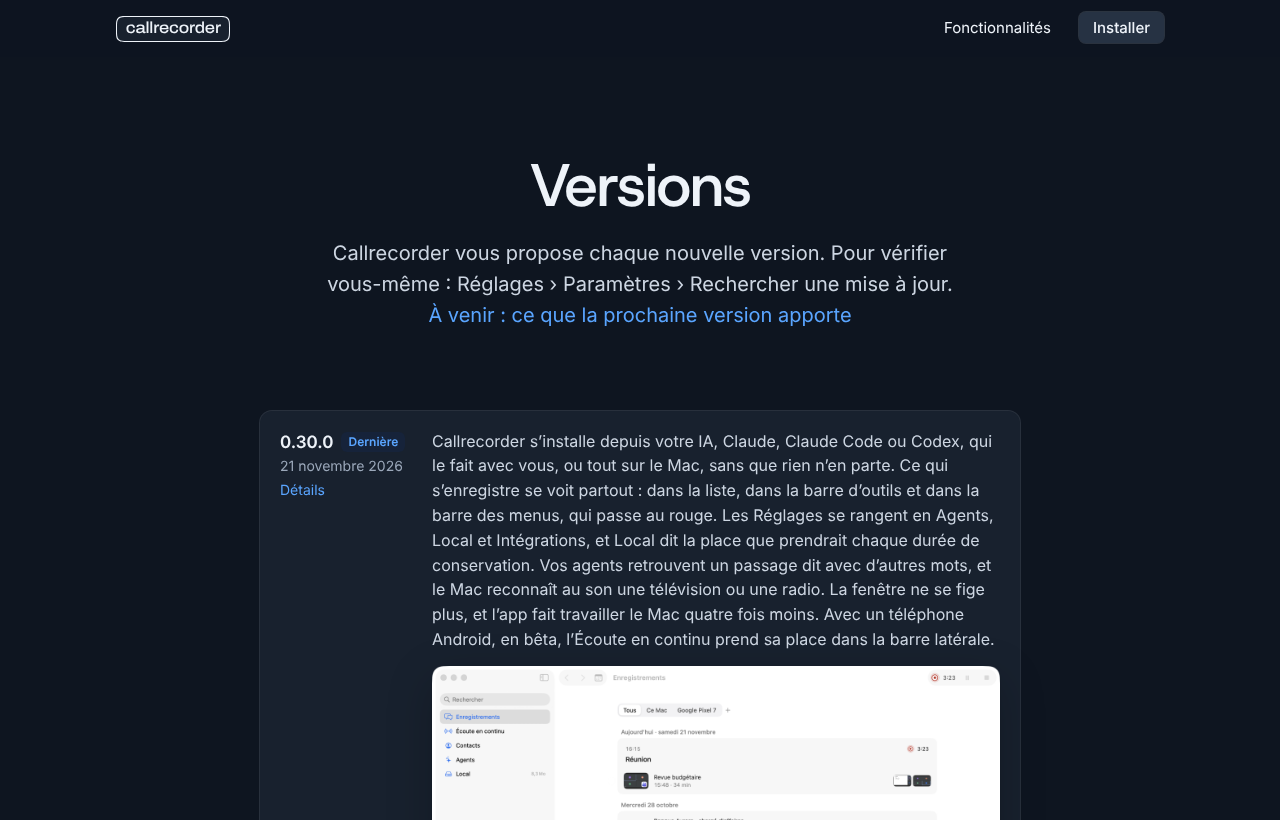 callrecorder
Fonctionnalités
Installer
Versions
Callrecorder vous propose chaque nouvelle version. Pour vérifier
vous-même : Réglages › Paramètres › Rechercher une mise à jour.
À venir : ce que la prochaine version apporte
0.30.0 Dernière
21 novembre 2026
Détails
Callrecorder s’installe depuis votre IA, Claude, Claude Code ou Codex, qui
le fait avec vous, ou tout sur le Mac, sans que rien n’en parte. Ce qui
s’enregistre se voit partout : dans la liste, dans la barre d’outils et dans la
barre des menus, qui passe au rouge. Les Réglages se rangent en Agents,
Local et Intégrations, et Local dit la place que prendrait chaque durée de
conservation. Vos agents retrouvent un passage dit avec d’autres mots, et
le Mac reconnaît au son une télévision ou une radio. La fenêtre ne se fige
plus, et l’app fait travailler le Mac quatre fois moins. Avec un téléphone
Android, en bêta, l’Écoute en continu prend sa place dans la barre latérale.
Rechercher
Enregistrements
Écoute en continu
Contacts
Agents
Local
Enregistrements
3:23
Tous
Ce Mac
Google Pixel 7
+
Aujourd’hui · samedi 21 novembre
3:23
Réunion
Revue budgétaire
16:48 · 34 min
Mercredi 28 octobre